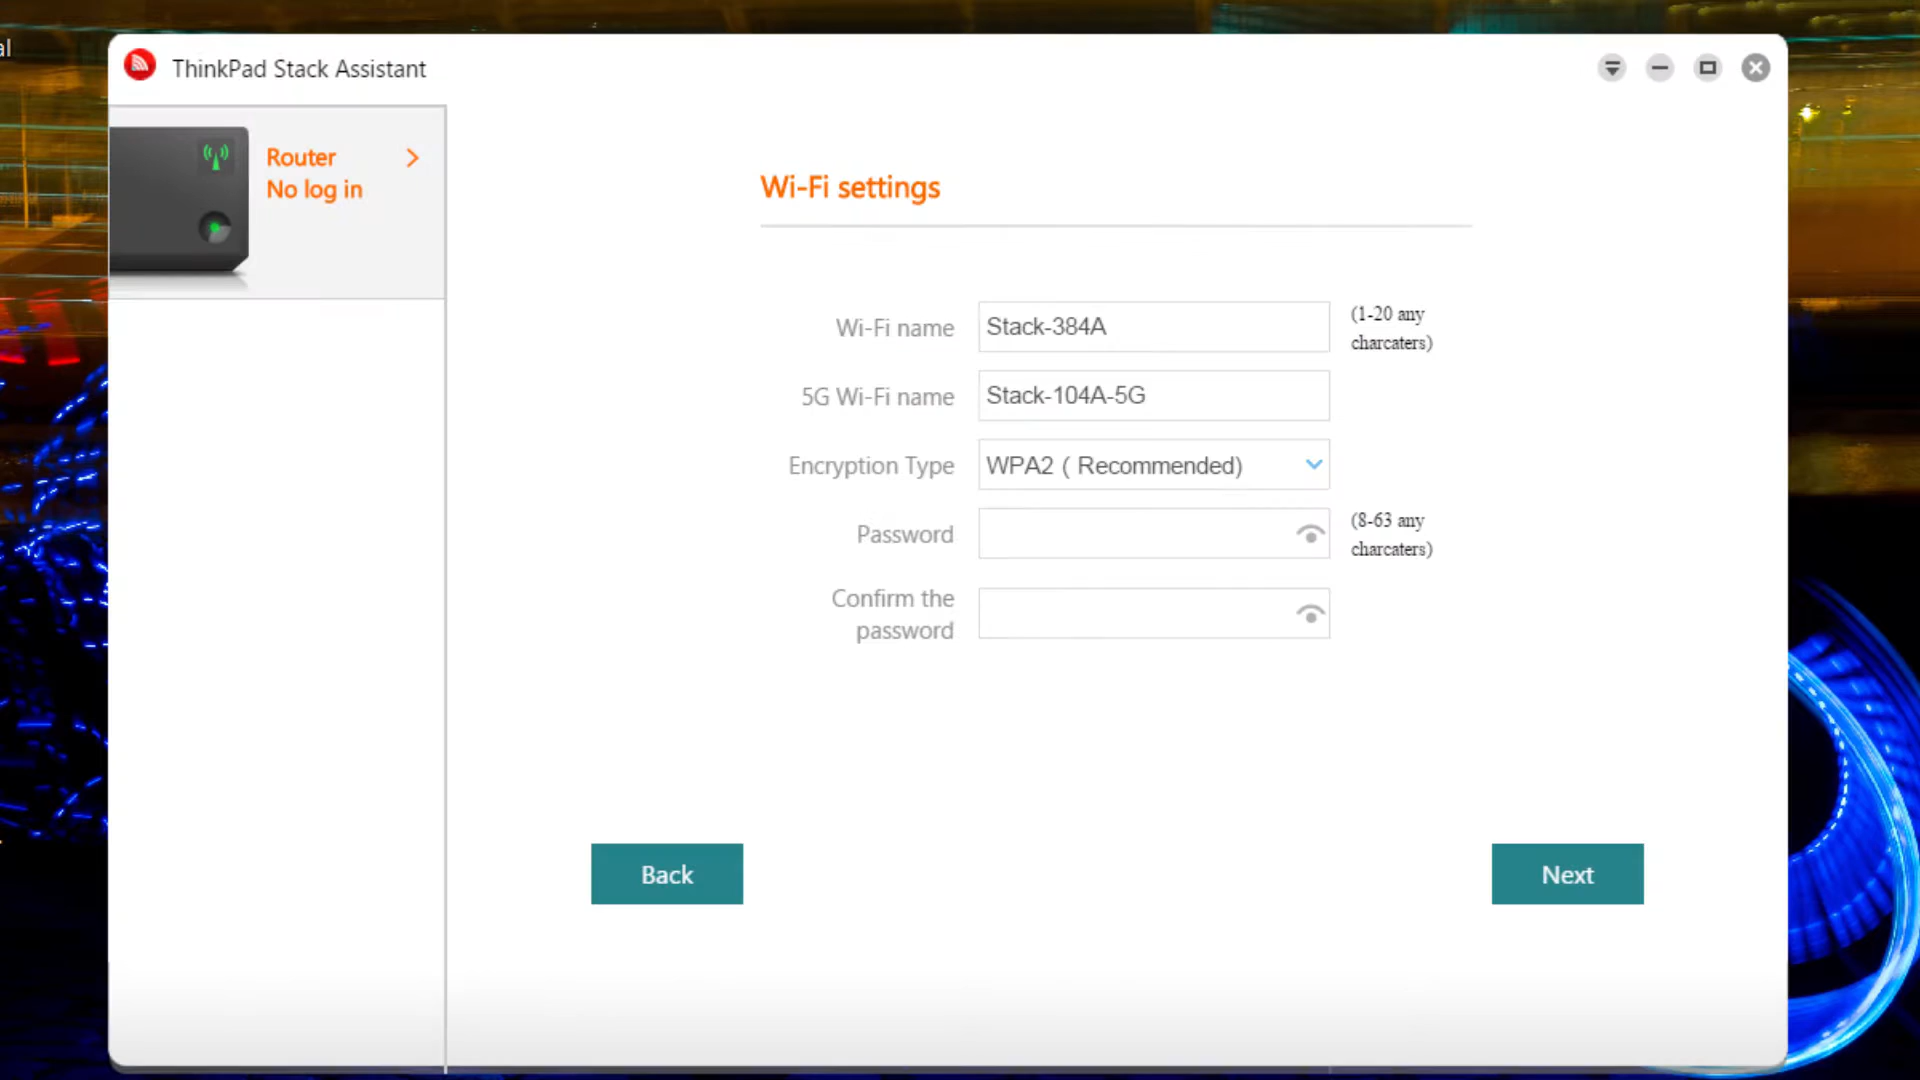 al
ThinkPad Stack Assistant
Router
No log in
Wi-Fi settings
Wi-Fi name
Stack-384A
(1-20 any
charcaters)
5G Wi-Fi name
Stack-104A-5G
Encryption Type
WPA2 ( Recommended)
Password
(8-63 any
charcaters)
Confirm the
password
Back
Next